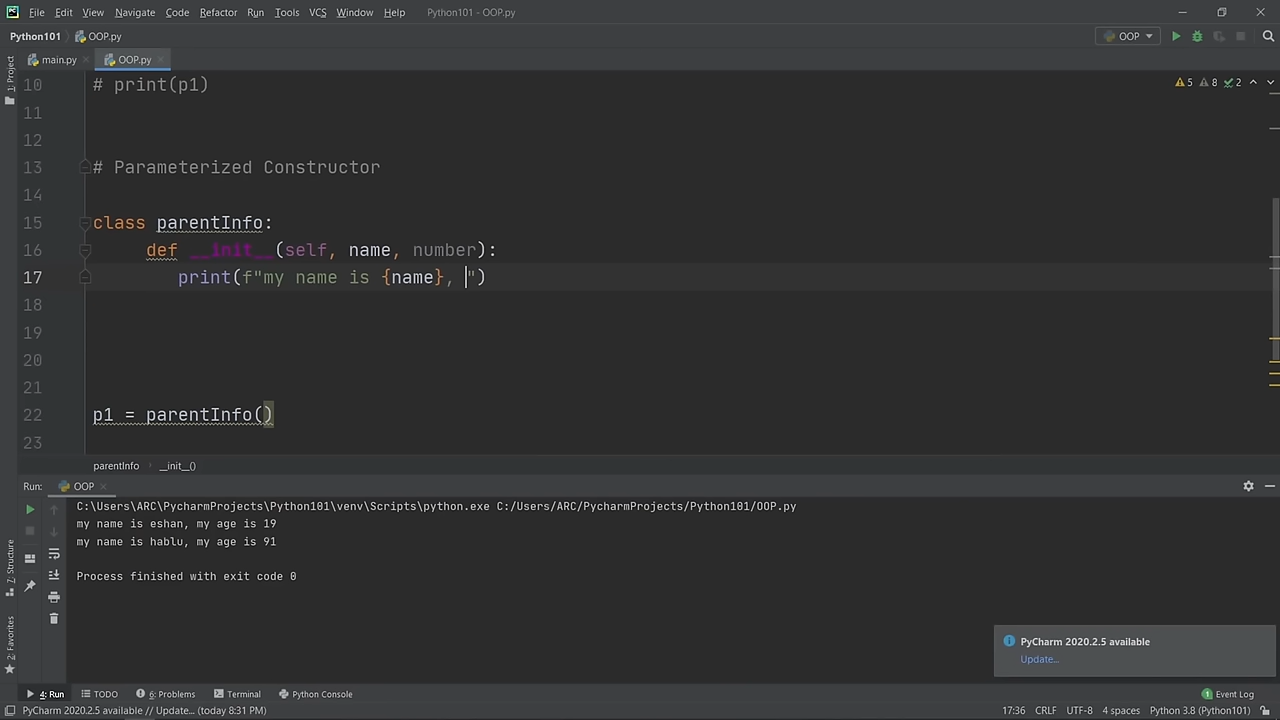 File Edit View Navigate Code Refactor Run Tools VCS Window Help Python101 - OOP.py
Python101 OOP.py OOP
main.py OOP.py
1: Project
10 # print(p1)
5 8 2
11
12
13 # Parameterized Constructor
14
15 class parentInfo:
16 def __init__(self, name, number):
17 print(f"my name is {name}, ")
18
19
20
21
22 p1 = parentInfo()
23
parentInfo __init__()
Run: OOP
C:\Users\ARC\PycharmProjects\Python101\venv\Scripts\python.exe C:/Users/ARC/PycharmProjects/Python101/OOP.py
my name is eshan, my age is 19
my name is hablu, my age is 91
Process finished with exit code 0
Z: Structure
2: Favorites
PyCharm 2020.2.5 available
Update...
4: Run TODO 6: Problems Terminal Python Console 1 Event Log
PyCharm 2020.2.5 available // Update... (today 8:31 PM) 17:36 CRLF UTF-8 4 spaces Python 3.8 (Python101)